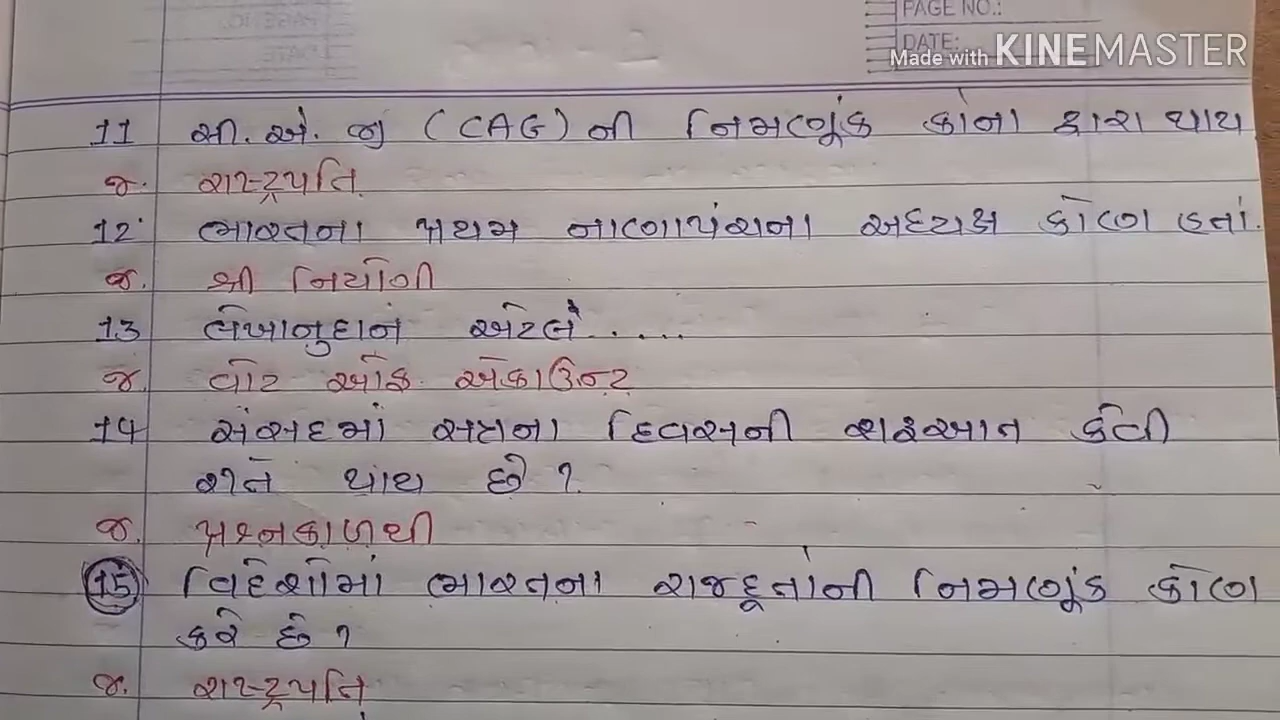 PAGE NO.:
DATE:
Made with KINEMASTER
11 સી.એ.જી (CAG) ની નિમણૂંક કોના દ્વારા થાય
જ. રાષ્ટ્રપતિ
12 ભારતના પ્રથમ નાણાપંચના અધ્યક્ષ કોણ હતાં.
જ. શ્રી નિયોગી
13 લેખાનુદાન એટલે.....
જ. વોટ ઓફ એકાઉન્ટ
14 સંસદમાં સત્રના દિવસની શરૂઆત કેવી
રીતે થાય છે ?
જ. પ્રશ્નકાળથી
15 વિદેશોમાં ભારતના રાજદૂતોની નિમણૂંક કોણ
કરે છે ?
જ. રાષ્ટ્રપતિ